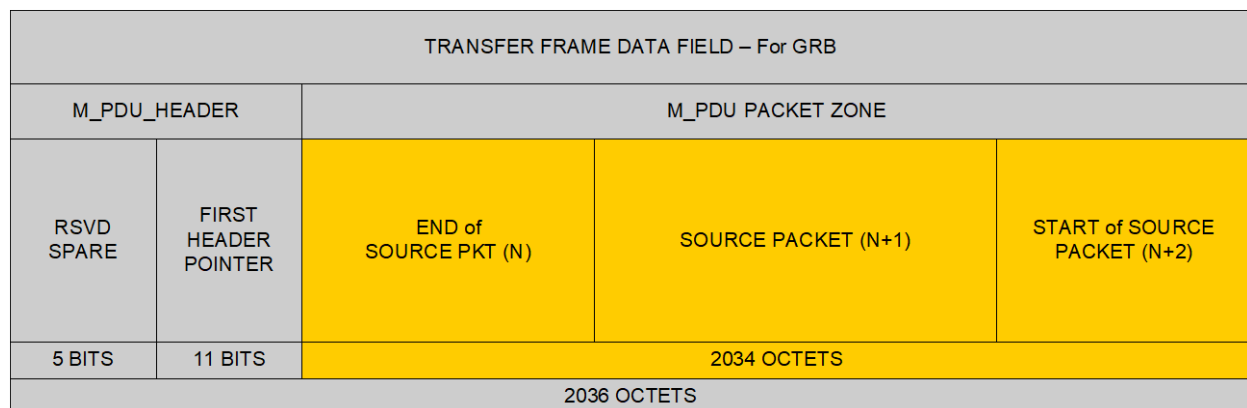 TRANSFER FRAME DATA FIELD – For GRB
M_PDU_HEADER
M_PDU PACKET ZONE
RSVD
SPARE
FIRST
HEADER
POINTER
END of
SOURCE PKT (N)
SOURCE PACKET (N+1)
START of SOURCE
PACKET (N+2)
5 BITS
11 BITS
2034 OCTETS
2036 OCTETS